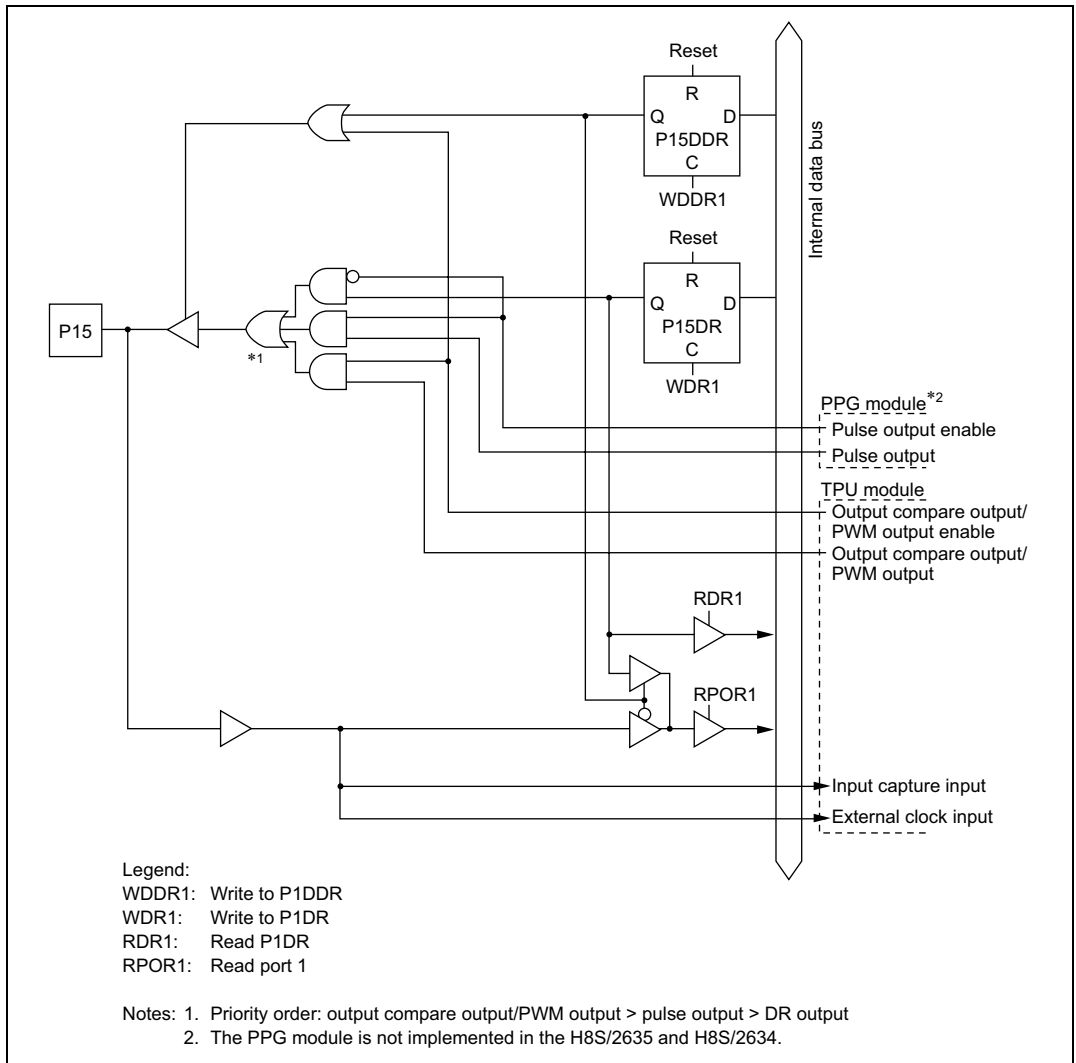 Reset
R
Q D
P15DDR
C
WDDR1
Internal data bus
Reset
R
Q D
P15DR
C
WDR1
P15
*1
PPG module*2
Pulse output enable
Pulse output
TPU module
Output compare output/
PWM output enable
Output compare output/
PWM output
RDR1
RPOR1
Input capture input
External clock input
Legend:
WDDR1: Write to P1DDR
WDR1: Write to P1DR
RDR1: Read P1DR
RPOR1: Read port 1
Notes: 1. Priority order: output compare output/PWM output > pulse output > DR output
2. The PPG module is not implemented in the H8S/2635 and H8S/2634.